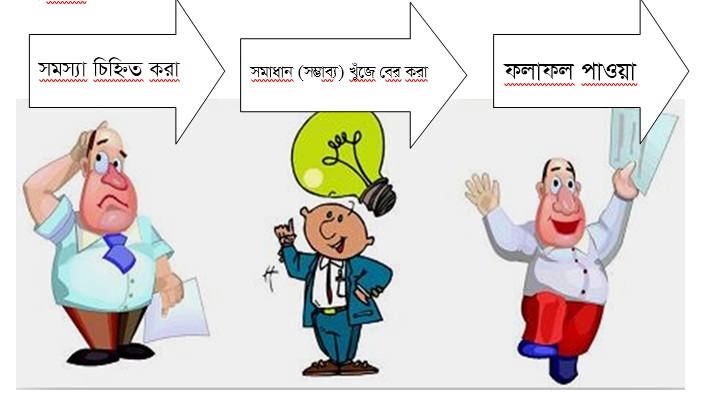 সমস্যা চিহ্নিত করা
সমাধান (সম্ভাব্য) খুঁজে বের করা
ফলাফল পাওয়া